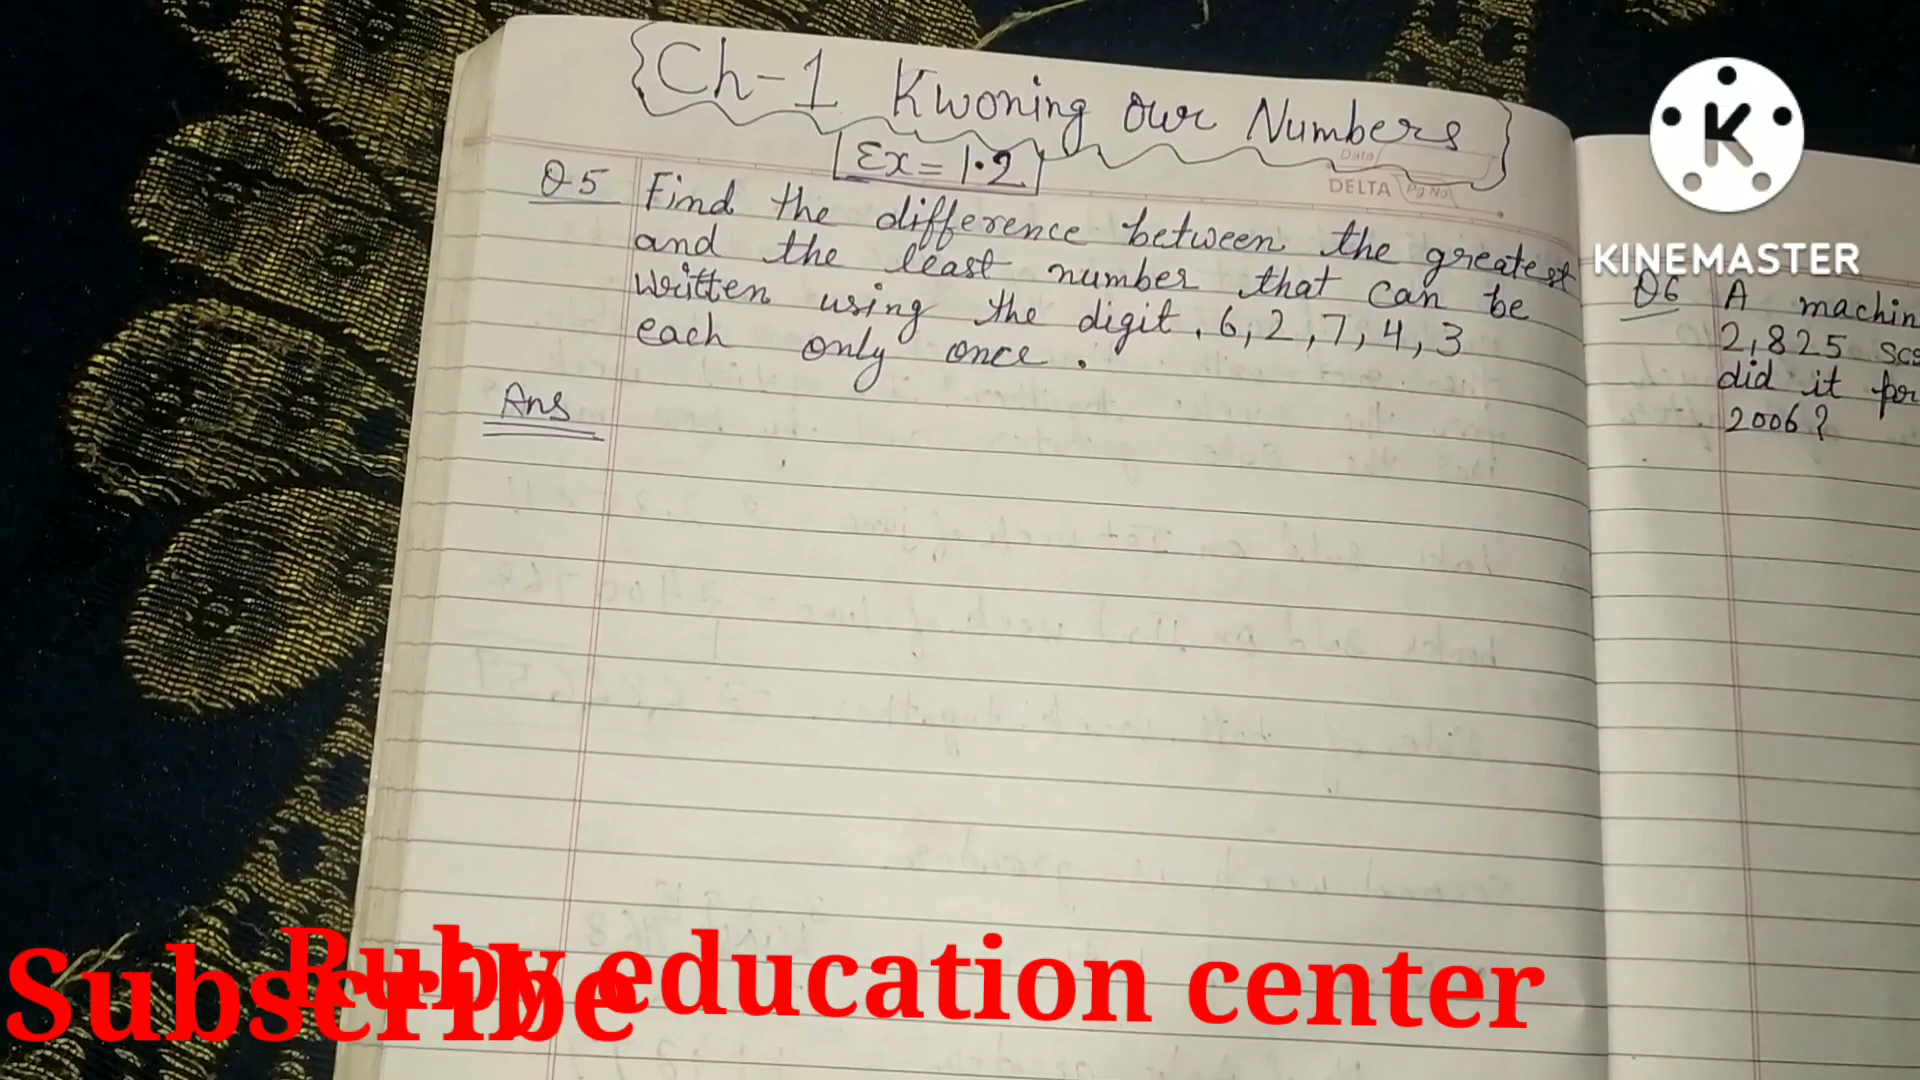 Ch-1 Kwoning our Numbers
Ex = 1.2
Date
DELTA Pg No
Q.5 Find the difference between the greatest
and the least number that can be
written using the digit, 6, 2, 7, 4, 3
each only once.
Ans
KINEMASTER
Q6 A machin
2,825 scs
did it for
2006?
Subscribe
Ruby education center